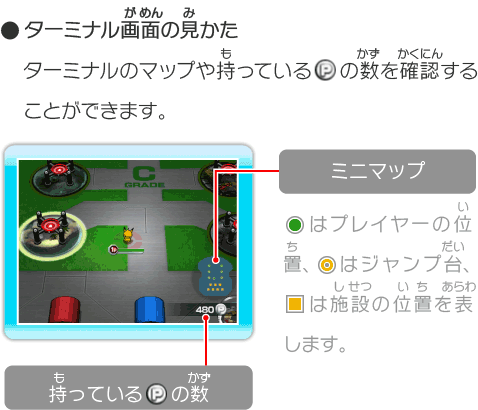 ●ターミナル画面の見かた
ターミナルのマップや持っているⓅの数を確認する
ことができます。
C
GRADE
1P
480 Ⓟ
ミニマップ
はプレイヤーの位
置、はジャンプ台、
は施設の位置を表
します。
持っているⓅの数